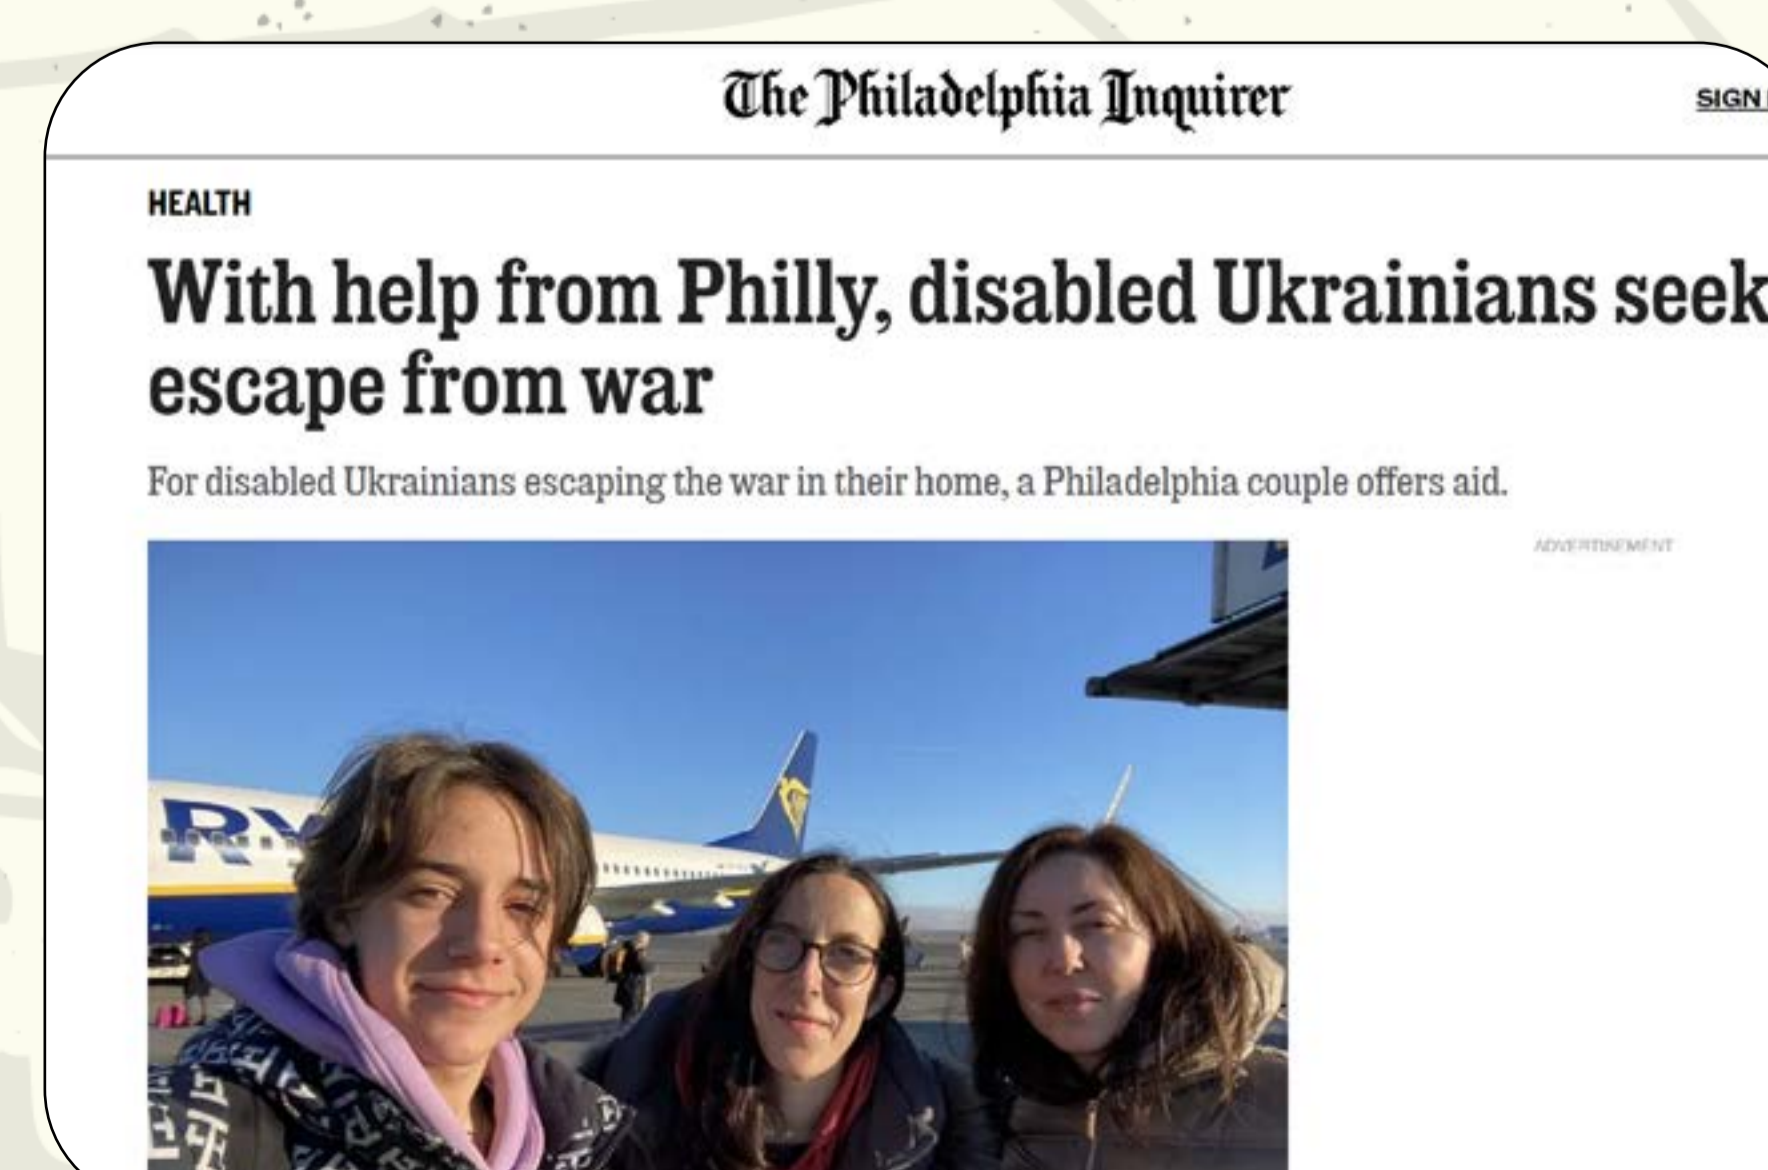 The Philadelphia Inquirer
SIGN
HEALTH
With help from Philly, disabled Ukrainians seek
escape from war
For disabled Ukrainians escaping the war in their home, a Philadelphia couple offers aid.
ADVERTISEMENT
RY